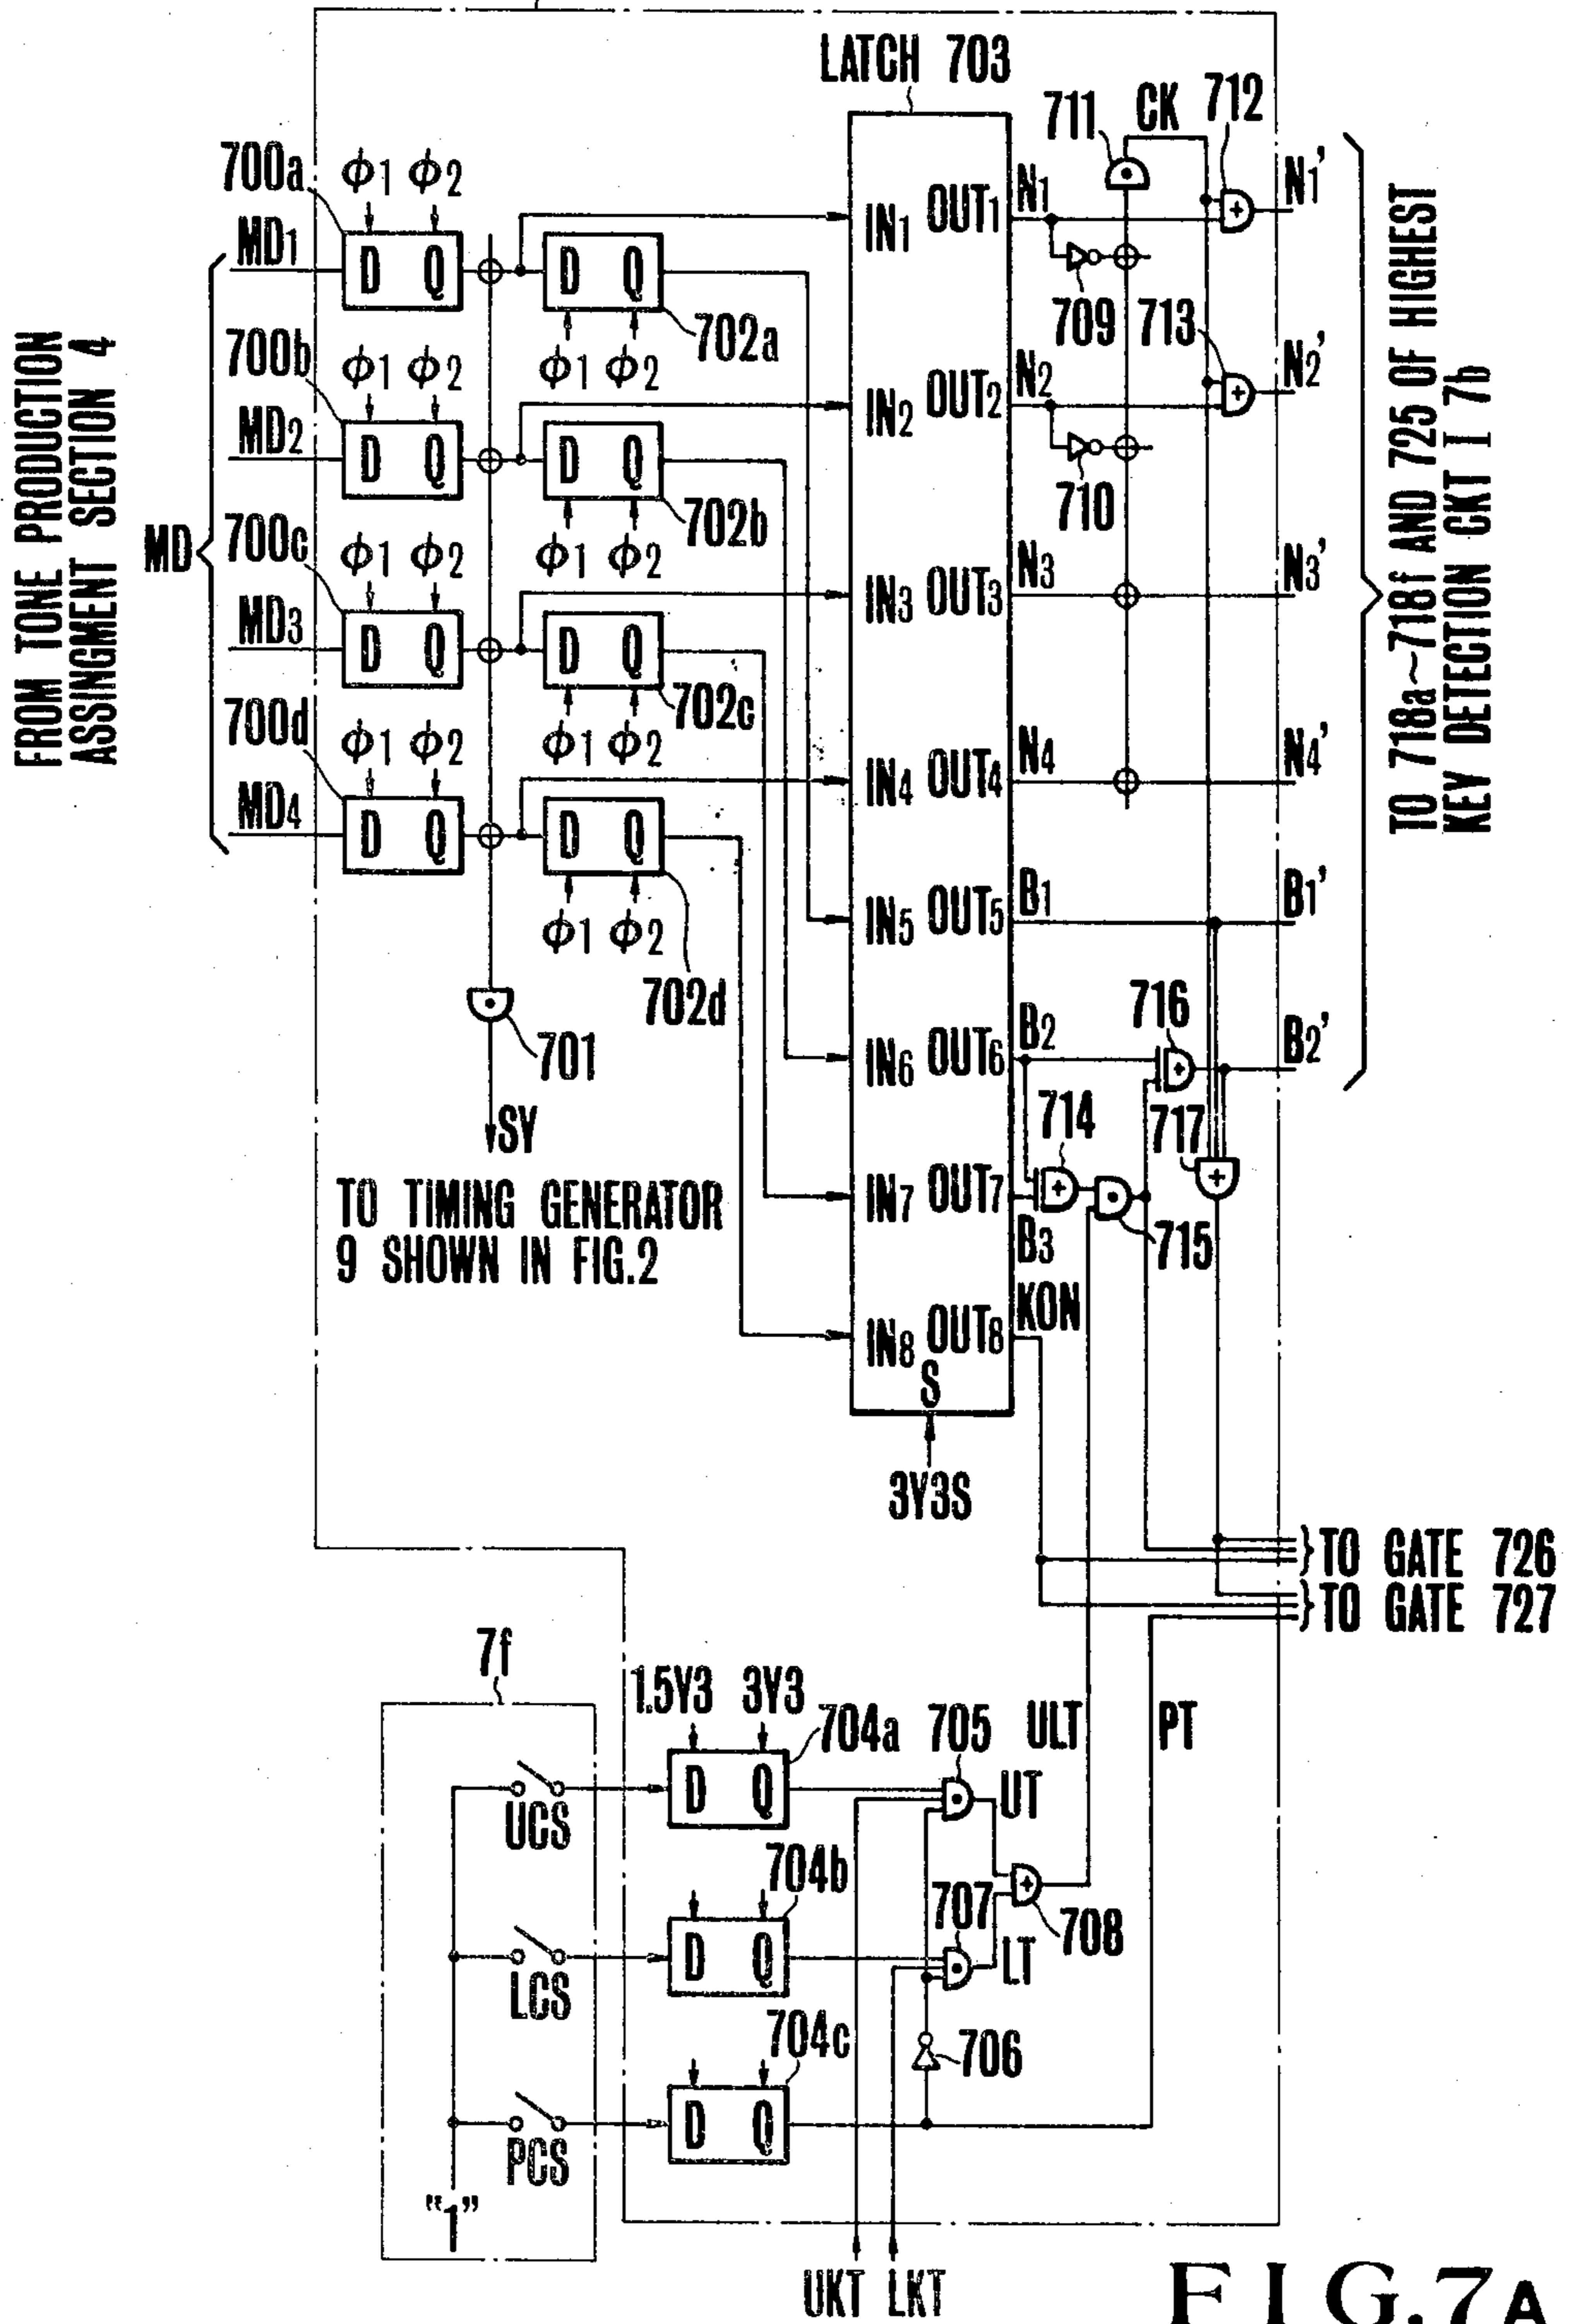 LATCH 703
711 CK 712
700a φ1 φ2
MD1 D Q D Q IN1 OUT1 N1 N1'
702a φ1 φ2
709
713
700b φ1 φ2
MD2 D Q D Q IN2 OUT2 N2 N2'
702b φ1 φ2
710
FROM TONE PRODUCTION
ASSINGMENT SECTION 4
MD
700c φ1 φ2
MD3 D Q D Q IN3 OUT3 N3 N3'
702c φ1 φ2
700d φ1 φ2
MD4 D Q D Q IN4 OUT4 N4 N4'
φ1 φ2
702d
TO 718a~718f AND 725 OF HIGHEST
KEY DETECTION CKT I 7b
IN5 OUT5 B1 B1'
701
SY
716
IN6 OUT6 B2 B2'
714 717
TO TIMING GENERATOR
9 SHOWN IN FIG.2
IN7 OUT7 B3 715
KON
IN8 OUT8
S
3Y3S
TO GATE 726
TO GATE 727
7f
1.5Y3 3Y3
704a 705 ULT PT
UCS D Q UT
704b 707 708
LCS D Q LT
704c 706
PCS D Q
"1"
UKT LKT
FIG.7A